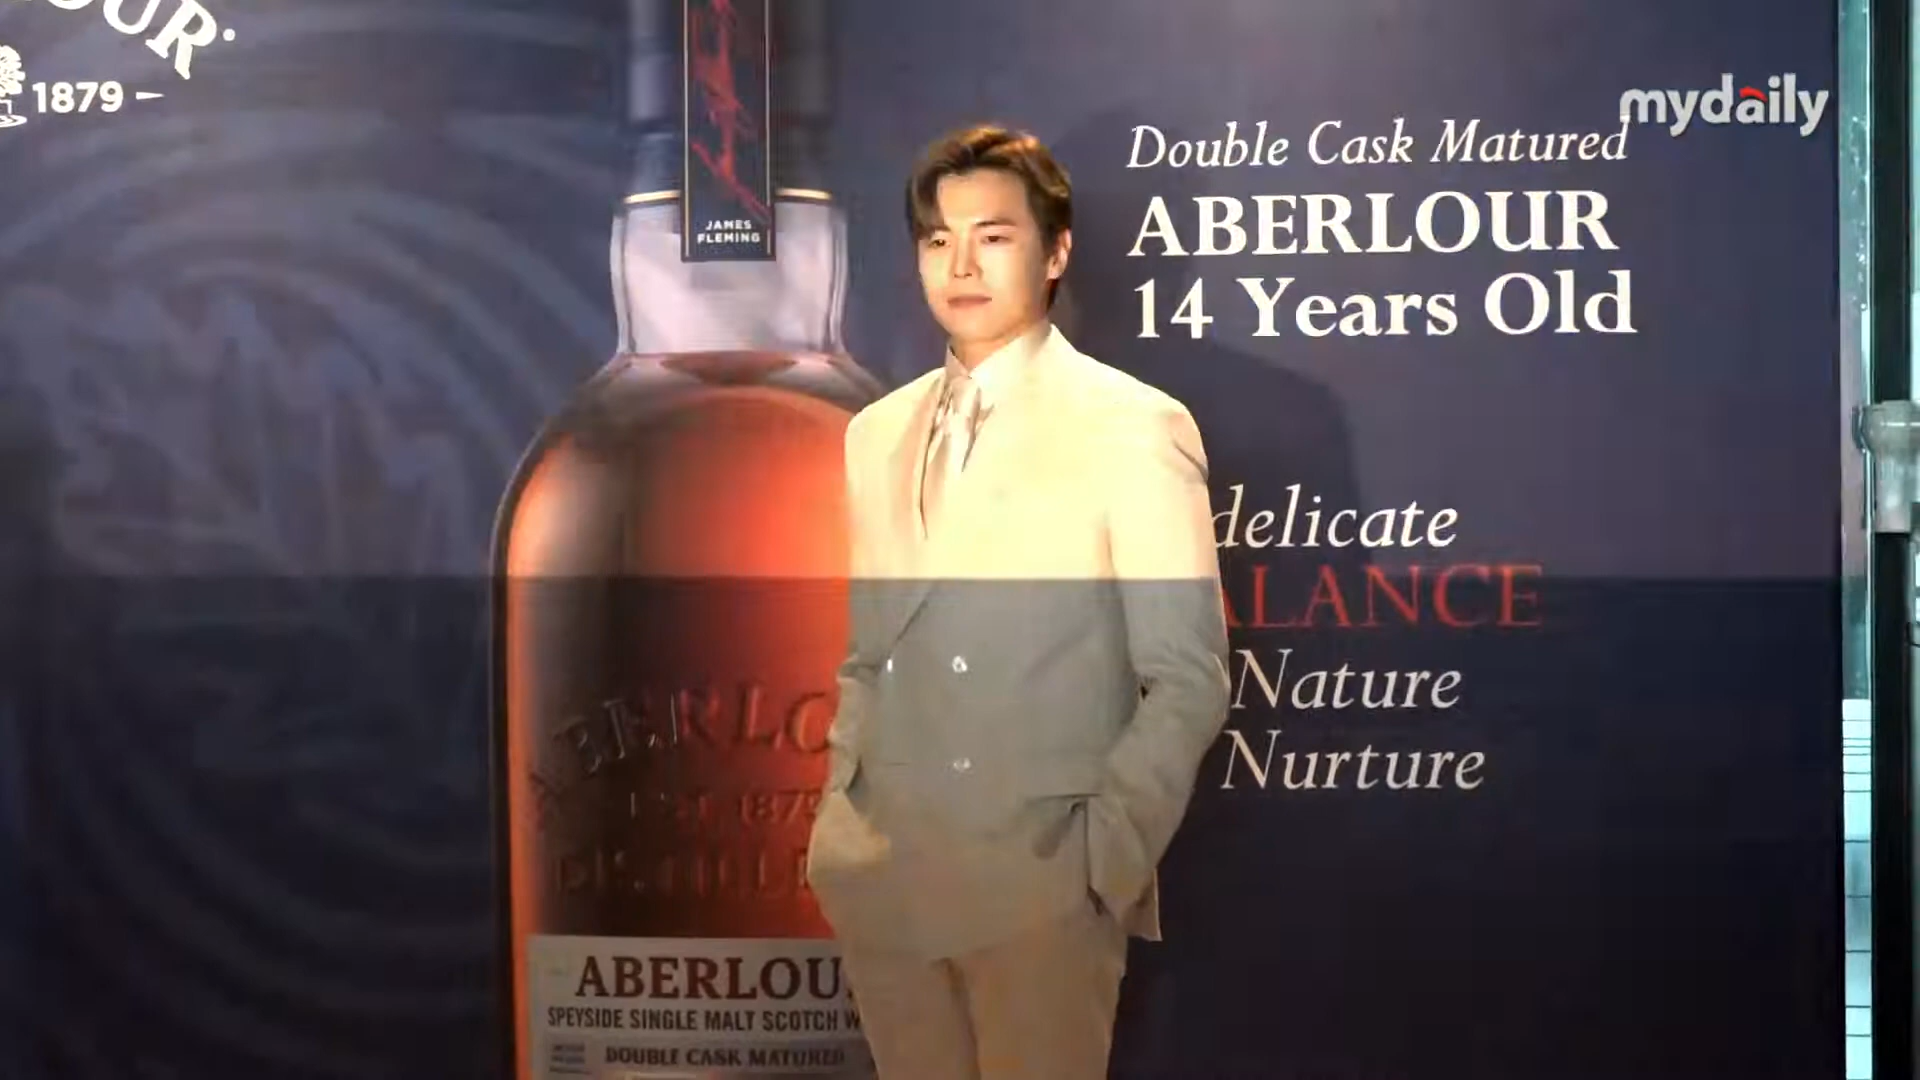 1879
mydaily
Double Cask Matured
ABERLOUR
14 Years Old
JAMES
FLEMING
delicate
ALANCE
Nature
Nurture
ABERLOU
SPEYSIDE SINGLE MALT SCOTCH W
DOUBLE CASK MATURED